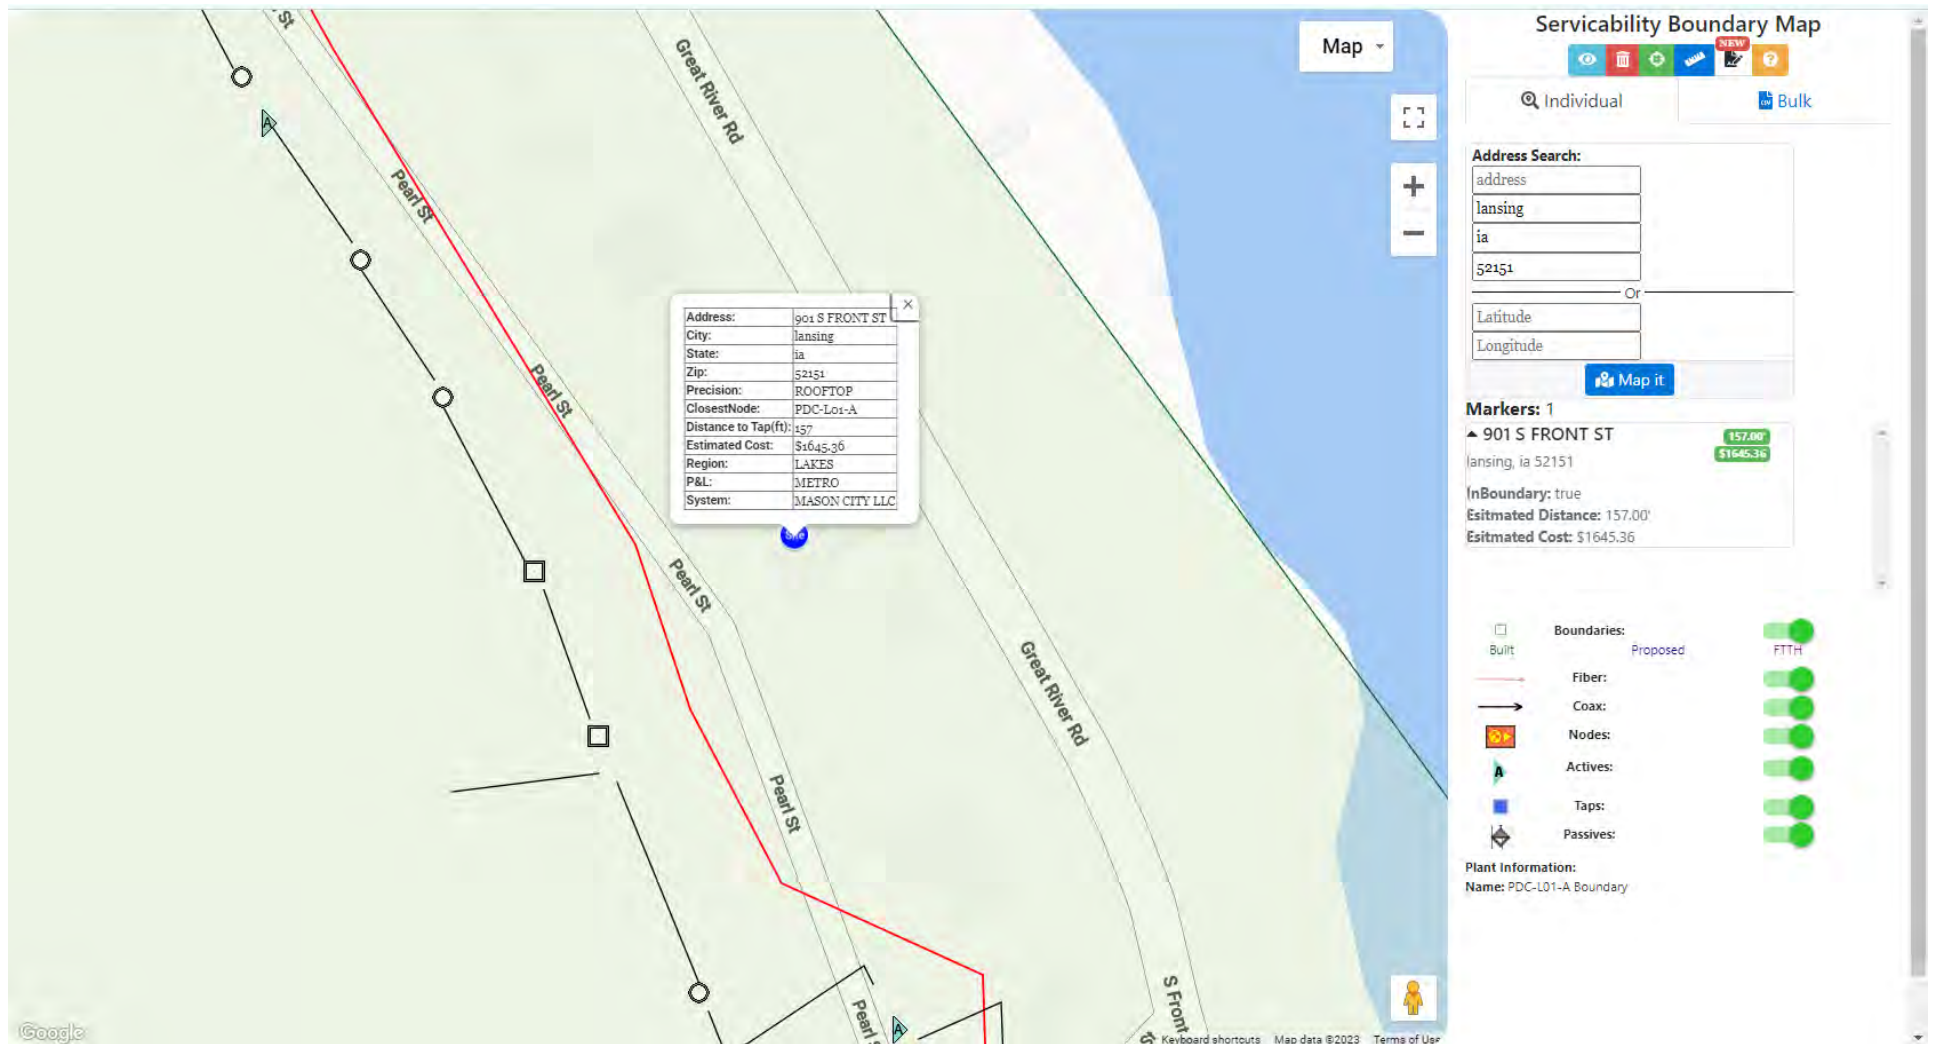 St
Great River Rd
Pearl St
Pearl St
Pearl St
Pearl St
Pearl S
Great River Rd
S Front
St
A
A
Map
Address: 901 S FRONT ST
City: lansing
State: ia
Zip: 52151
Precision: ROOFTOP
ClosestNode: PDC-L01-A
Distance to Tap(ft): 157
Estimated Cost: $1645.36
Region: LAKES
P&L: METRO
System: MASON CITY LLC
Site
Google
Keyboard shortcuts Map data ©2023 Terms of Use
Servicability Boundary Map
NEW
Individual
CSV Bulk
Address Search:
address
lansing
ia
52151
Or
Latitude
Longitude
Map it
Markers: 1
901 S FRONT ST 157.00'
$1645.36
lansing, ia 52151
InBoundary: true
Esitmated Distance: 157.00'
Esitmated Cost: $1645.36
Boundaries:
Built Proposed FTTH
Fiber:
Coax:
Nodes:
A Actives:
Taps:
Passives:
Plant Information:
Name: PDC-L01-A Boundary